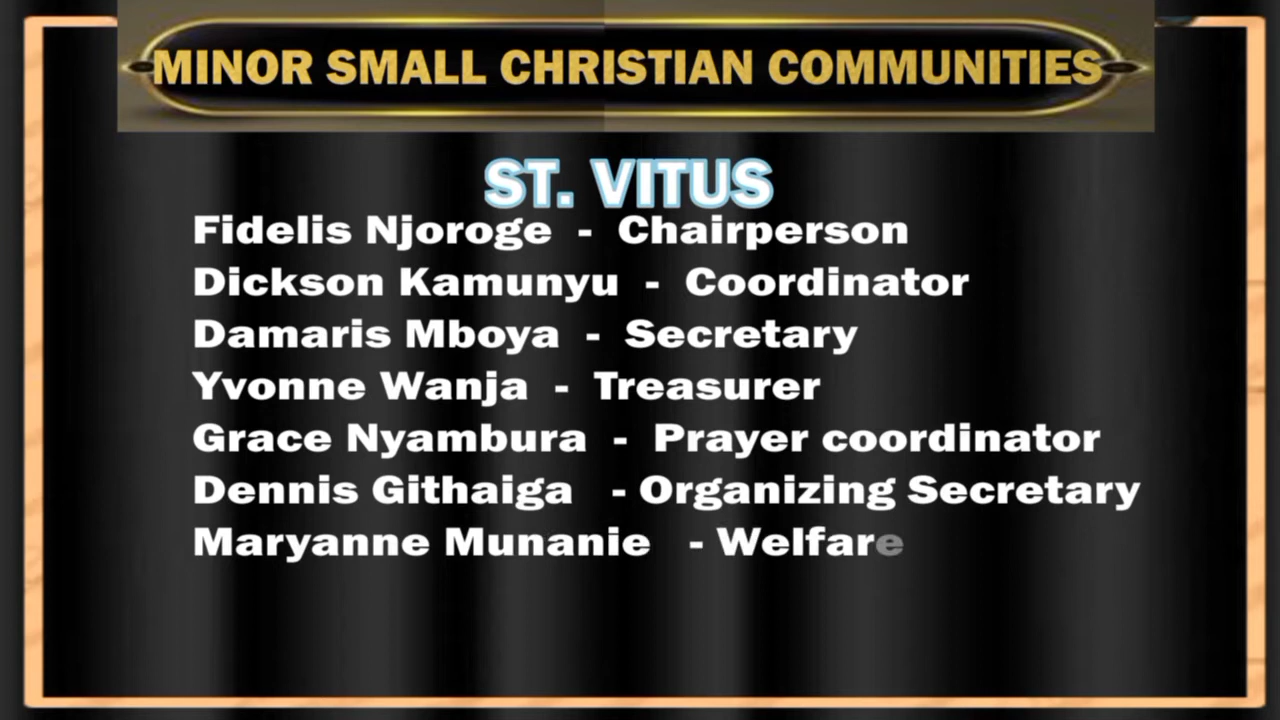 MINOR SMALL CHRISTIAN COMMUNITIES
ST. VITUS
Fidelis Njoroge - Chairperson
Dickson Kamunyu - Coordinator
Damaris Mboya - Secretary
Yvonne Wanja - Treasurer
Grace Nyambura - Prayer coordinator
Dennis Githaiga - Organizing Secretary
Maryanne Munanie - Welfare